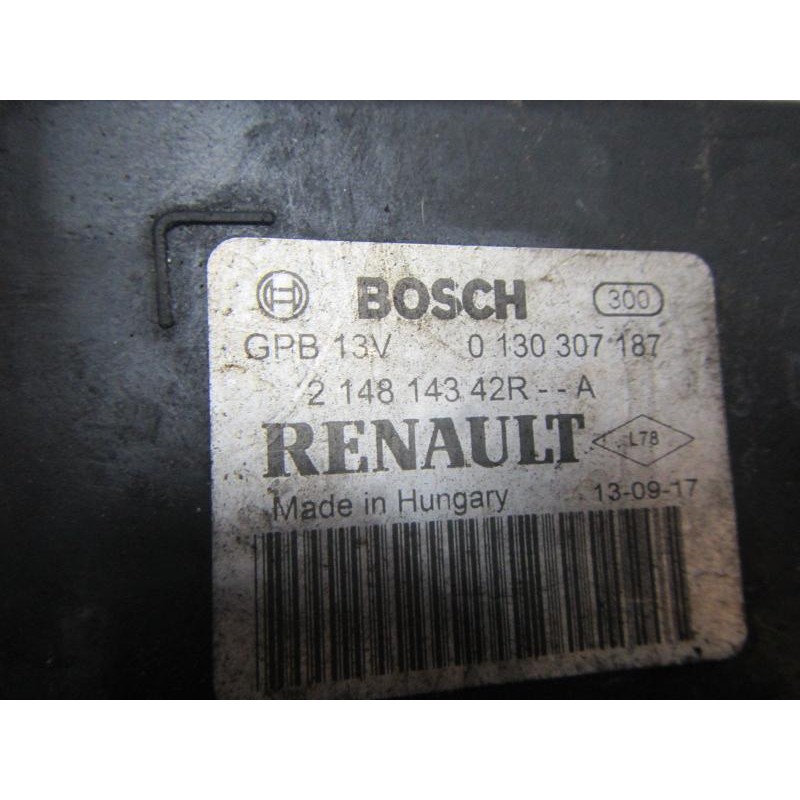 BOSCH 300
GPB 13V 0 130 307 187
2 148 143 42R - - A
RENAULT L78
Made in Hungary 13-09-17